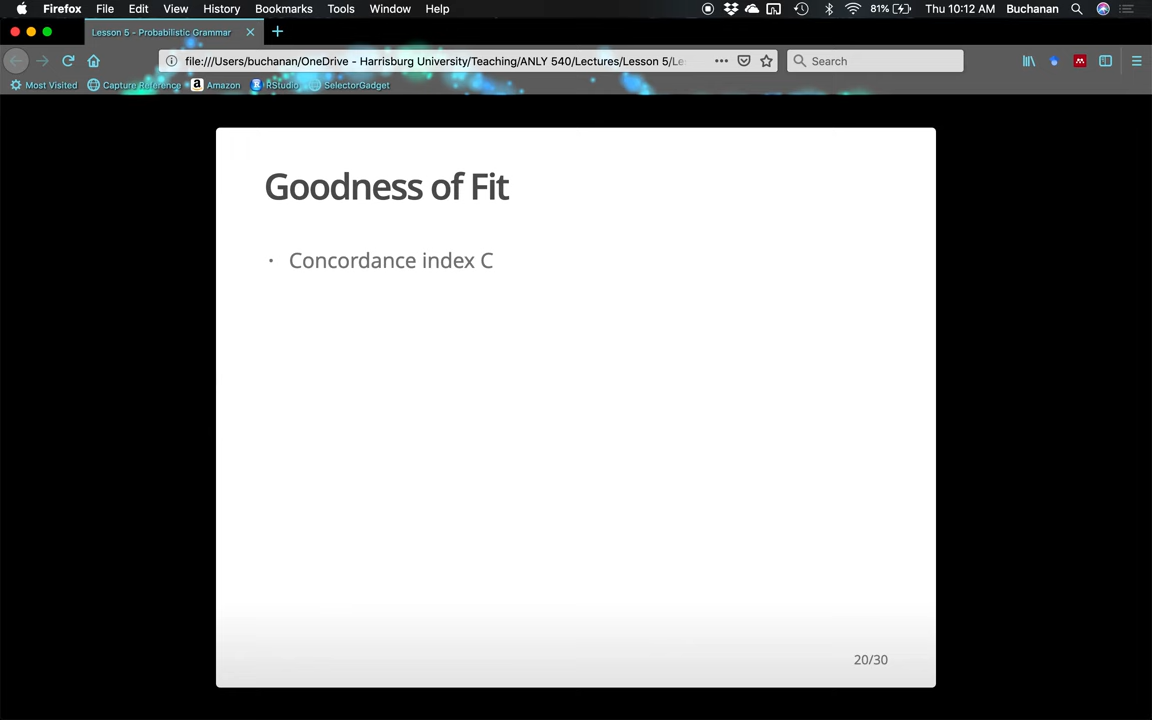 Firefox File Edit View History Bookmarks Tools Window Help 81% Thu 10:12 AM Buchanan
Lesson 5 - Probabilistic Grammar
file:///Users/buchanan/OneDrive - Harrisburg University/Teaching/ANLY 540/Lectures/Lesson 5/Le Search
Most Visited Capture Reference Amazon RStudio SelectorGadget
Goodness of Fit
· Concordance index C
20/30